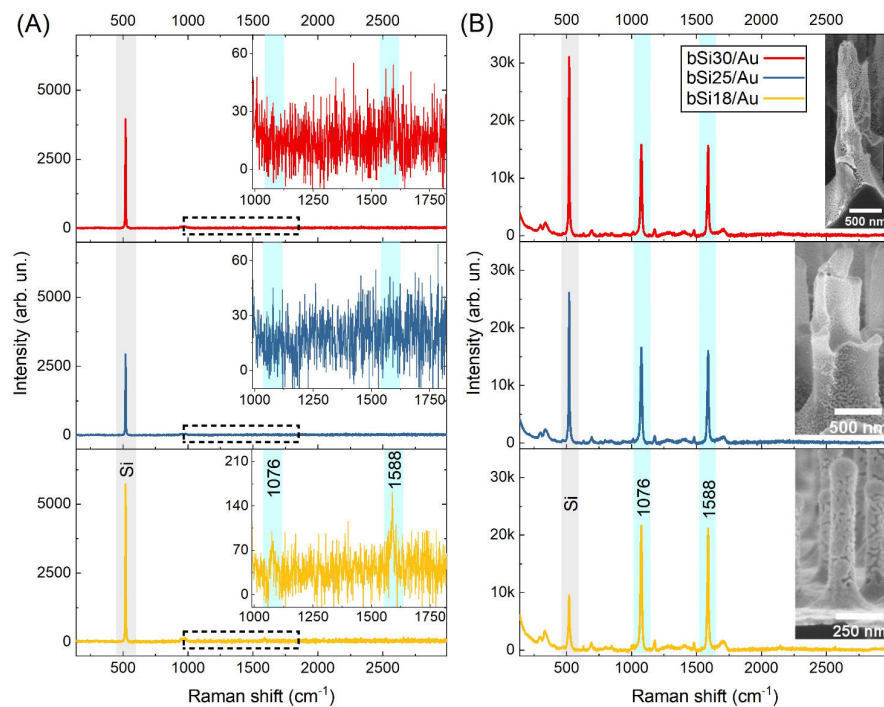 (A)
500 1000 1500 2000 2500
5000
2500
0
60
30
0
1000 1250 1500 1750
5000
2500
0
60
30
0
1000 1250 1500 1750
5000
2500
0
Si
210
140
70
0
1076
1588
1000 1250 1500 1750
500 1000 1500 2000 2500
Intensity (arb. un.)
Raman shift (cm⁻¹)
(B)
500 1000 1500 2000 2500
30k
20k
10k
0
bSi30/Au
bSi25/Au
bSi18/Au
500 nm
30k
20k
10k
0
500 nm
30k
20k
10k
0
Si
1076
1588
250 nm
500 1000 1500 2000 2500
Intensity (arb. un.)
Raman shift (cm⁻¹)